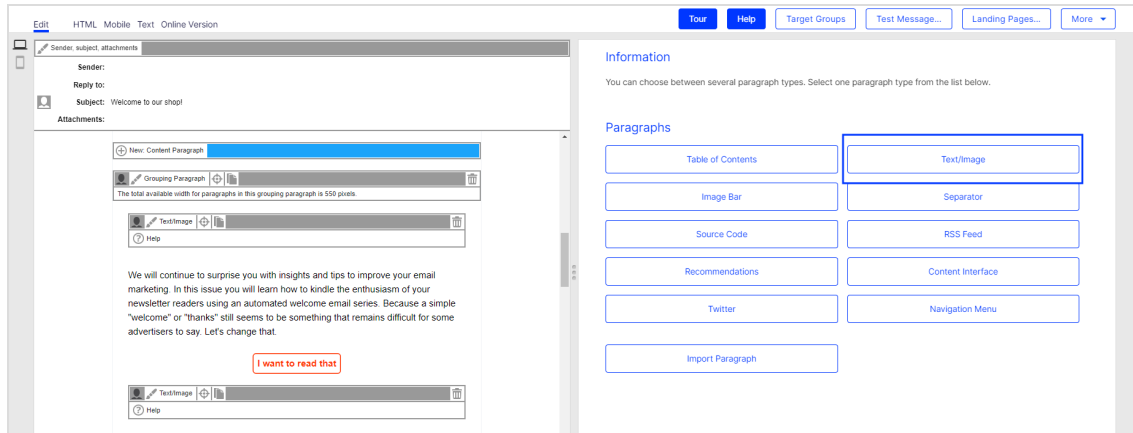 Edit HTML Mobile Text Online Version
Tour Help Target Groups Test Message... Landing Pages... More
Sender, subject, attachments
Sender:
Reply to:
Subject: Welcome to our shop!
Attachments:
New: Content Paragraph
Grouping Paragraph
The total available width for paragraphs in this grouping paragraph is 550 pixels.
Text/Image
Help
We will continue to surprise you with insights and tips to improve your email
marketing. In this issue you will learn how to kindle the enthusiasm of your
newsletter readers using an automated welcome email series. Because a simple
"welcome" or "thanks" still seems to be something that remains difficult for some
advertisers to say. Let's change that.
I want to read that
Text/Image
Help
Information
You can choose between several paragraph types. Select one paragraph type from the list below.
Paragraphs
Table of Contents Text/Image
Image Bar Separator
Source Code RSS Feed
Recommendations Content Interface
Twitter Navigation Menu
Import Paragraph